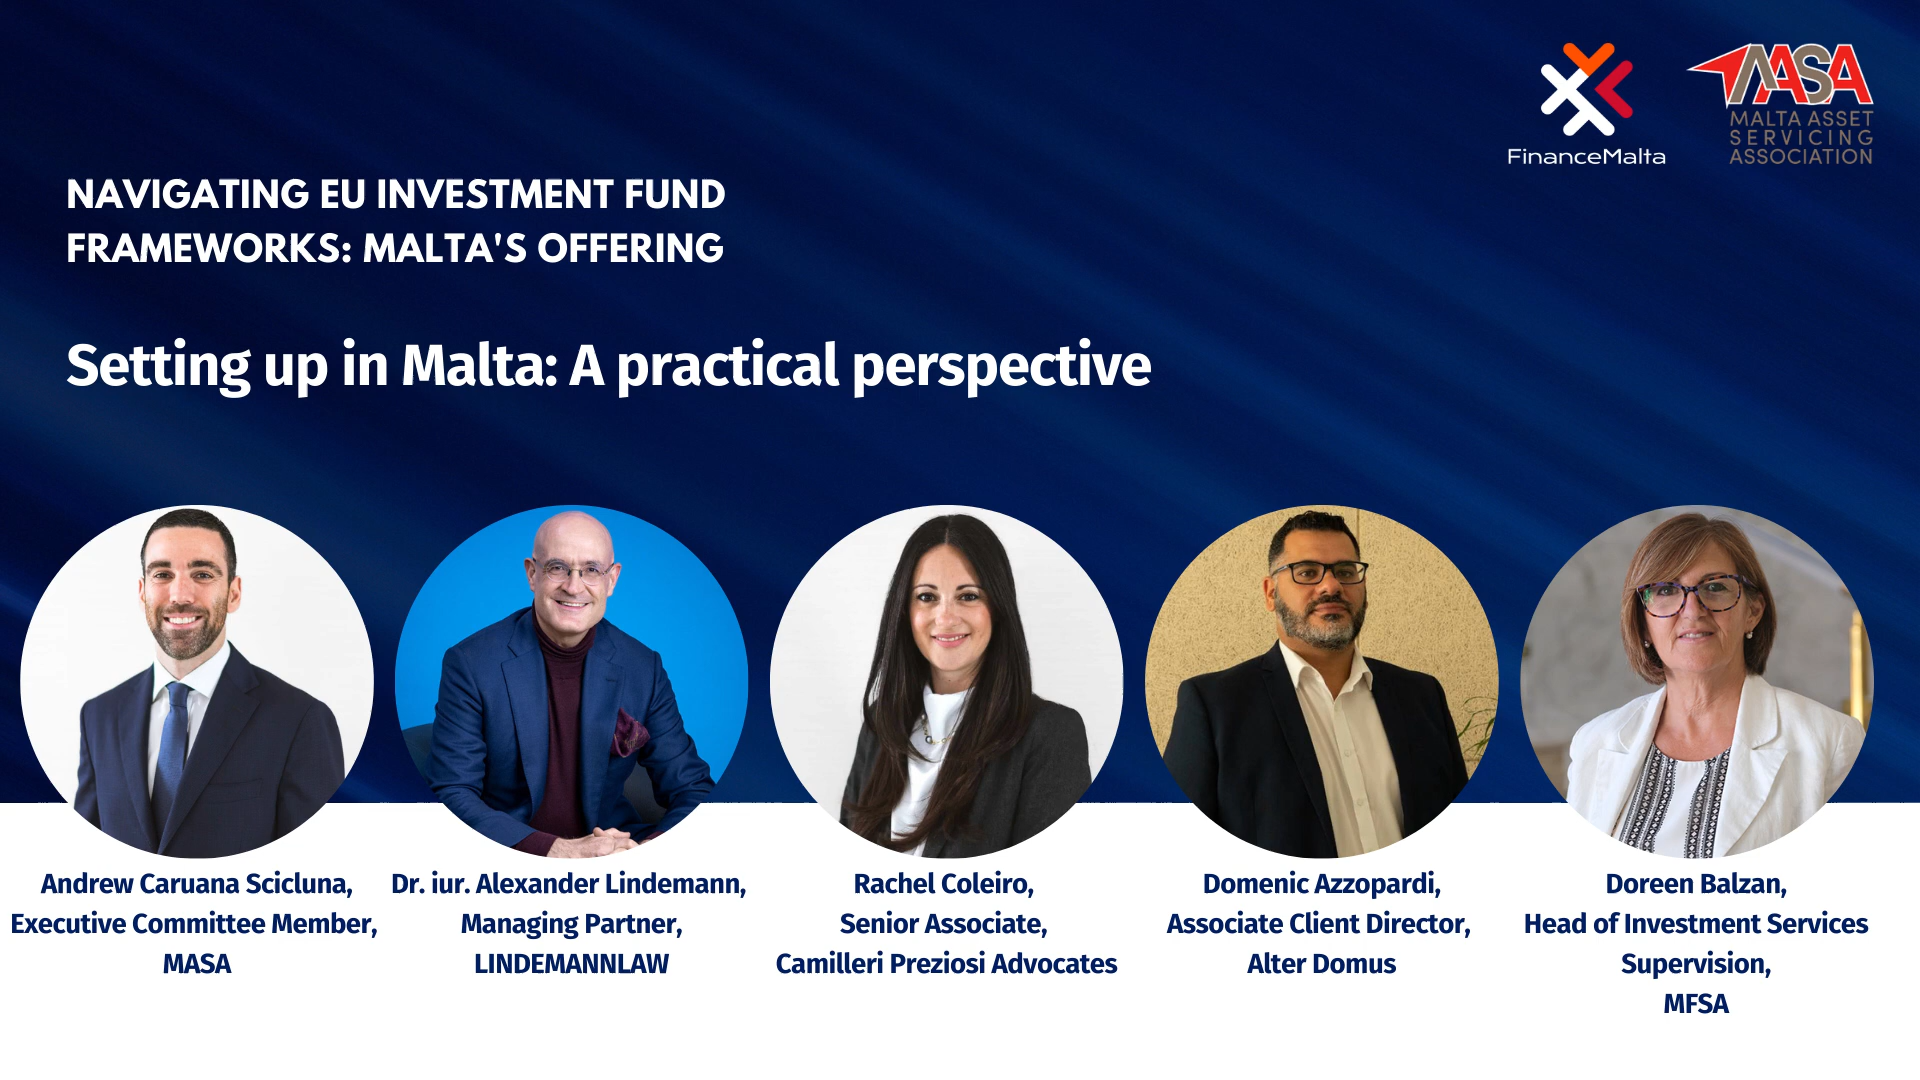 FinanceMalta
MASA
MALTA ASSET
SERVICING
ASSOCIATION
NAVIGATING EU INVESTMENT FUND
FRAMEWORKS: MALTA'S OFFERING
Setting up in Malta: A practical perspective
Andrew Caruana Scicluna,
Executive Committee Member,
MASA
Dr. iur. Alexander Lindemann,
Managing Partner,
LINDEMANNLAW
Rachel Coleiro,
Senior Associate,
Camilleri Preziosi Advocates
Domenic Azzopardi,
Associate Client Director,
Alter Domus
Doreen Balzan,
Head of Investment Services
Supervision,
MFSA